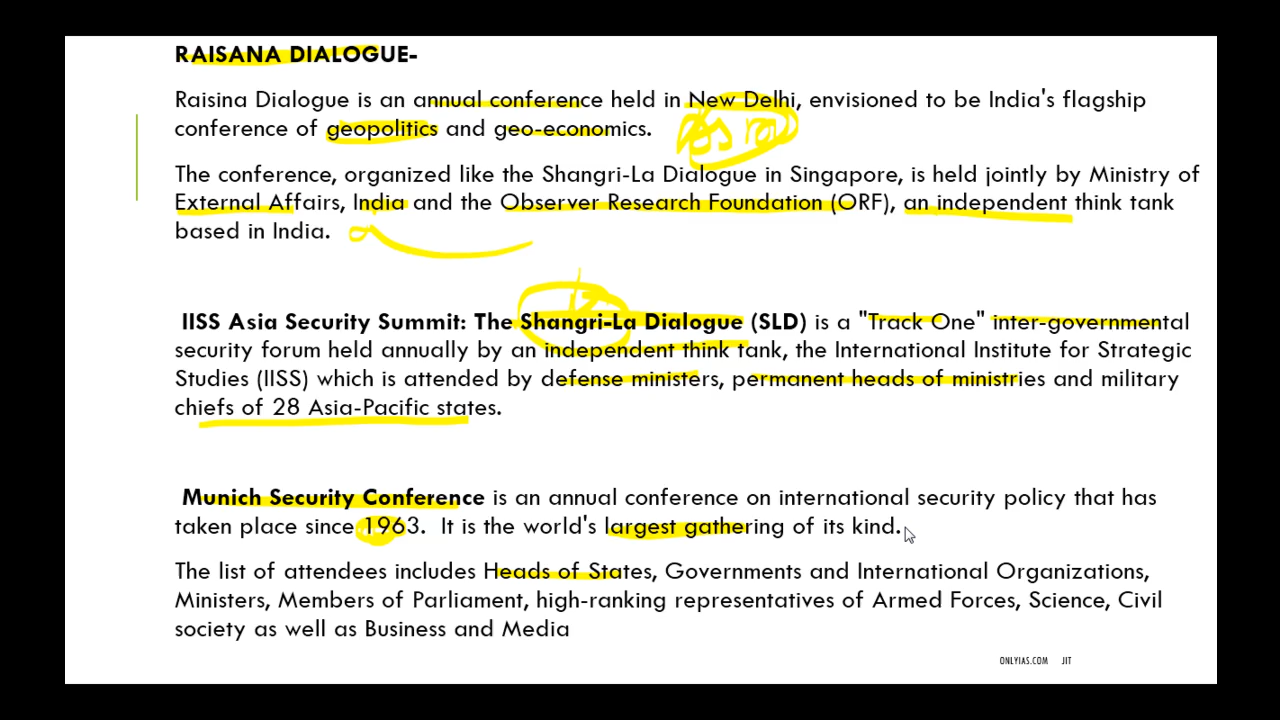 RAISANA DIALOGUE-
Raisina Dialogue is an annual conference held in New Delhi, envisioned to be India's flagship
conference of geopolitics and geo-economics.
The conference, organized like the Shangri-La Dialogue in Singapore, is held jointly by Ministry of
External Affairs, India and the Observer Research Foundation (ORF), an independent think tank
based in India.
IISS Asia Security Summit: The Shangri-La Dialogue (SLD) is a "Track One" inter-governmental
security forum held annually by an independent think tank, the International Institute for Strategic
Studies (IISS) which is attended by defense ministers, permanent heads of ministries and military
chiefs of 28 Asia-Pacific states.
Munich Security Conference is an annual conference on international security policy that has
taken place since 1963. It is the world's largest gathering of its kind.
The list of attendees includes Heads of States, Governments and International Organizations,
Ministers, Members of Parliament, high-ranking representatives of Armed Forces, Science, Civil
society as well as Business and Media
ONLYIAS.COM JIT